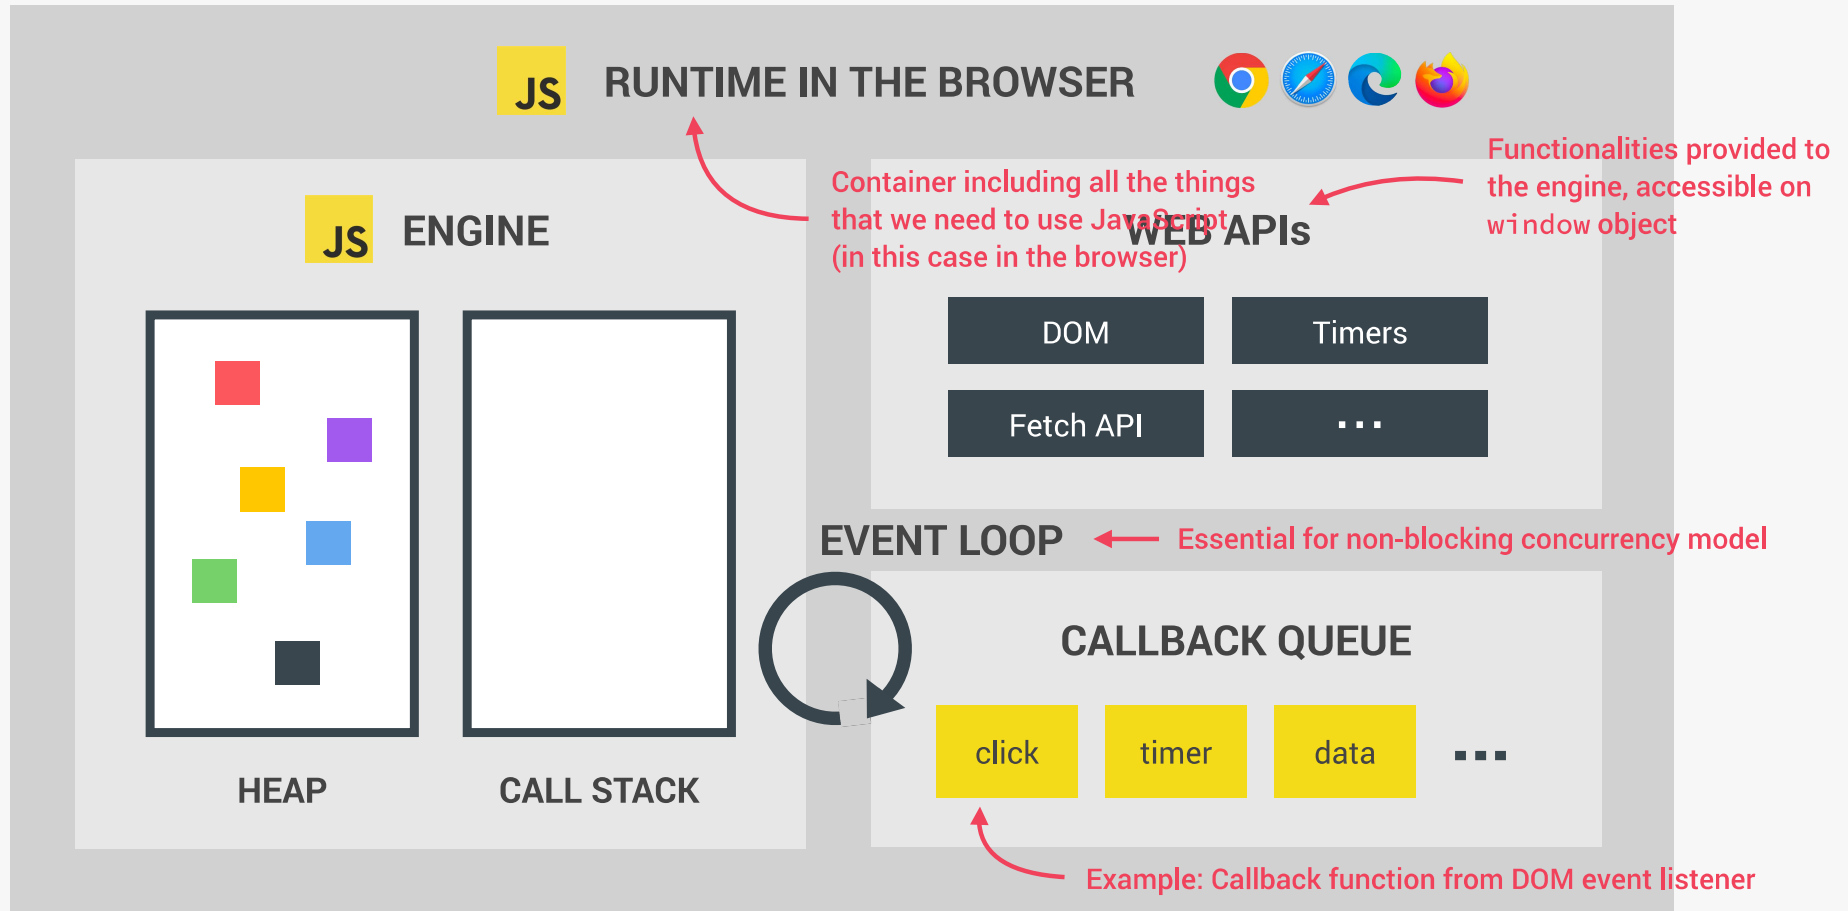 JS RUNTIME IN THE BROWSER
Functionalities provided to
the engine, accessible on
window object
Container including all the things
that we need to use JavaScript
(in this case in the browser)
JS ENGINE
WEB APIs
DOM
Timers
Fetch API
...
HEAP
CALL STACK
EVENT LOOP
Essential for non-blocking concurrency model
CALLBACK QUEUE
click
timer
data
...
Example: Callback function from DOM event listener